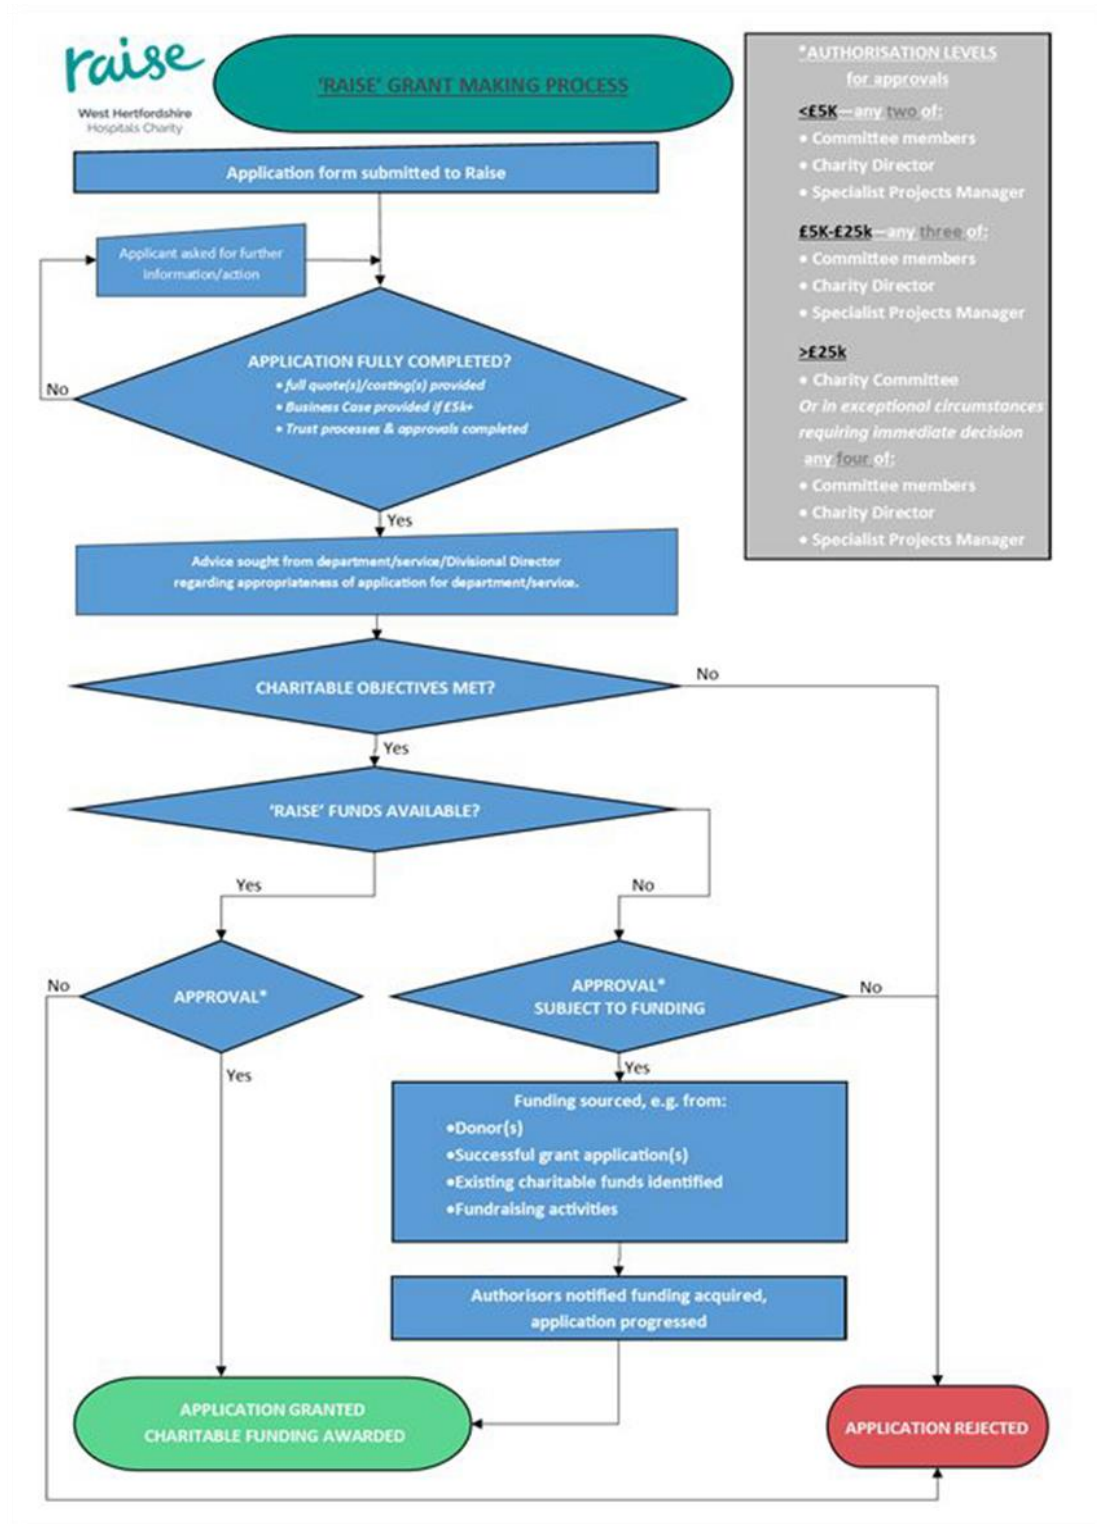 raise
West Hertfordshire
Hospitals Charity
'RAISE' GRANT MAKING PROCESS
Application form submitted to Raise
Applicant asked for further
information/action
APPLICATION FULLY COMPLETED?
• full quote(s)/costing(s) provided
• Business Case provided if £5k+
• Trust processes & approvals completed
No
Yes
Advice sought from department/service/Divisional Director
regarding appropriateness of application for department/service.
CHARITABLE OBJECTIVES MET?
No
Yes
'RAISE' FUNDS AVAILABLE?
Yes
No
No
APPROVAL*
Yes
APPROVAL*
SUBJECT TO FUNDING
No
Yes
Funding sourced, e.g. from:
•Donor(s)
•Successful grant application(s)
•Existing charitable funds identified
•Fundraising activities
Authorisors notified funding acquired,
application progressed
APPLICATION GRANTED
CHARITABLE FUNDING AWARDED
APPLICATION REJECTED
*AUTHORISATION LEVELS
for approvals
<£5K—any two of:
• Committee members
• Charity Director
• Specialist Projects Manager
£5K-£25k—any three of:
• Committee members
• Charity Director
• Specialist Projects Manager
>£25k
• Charity Committee
Or in exceptional circumstances
requiring immediate decision
any four of:
• Committee members
• Charity Director
• Specialist Projects Manager